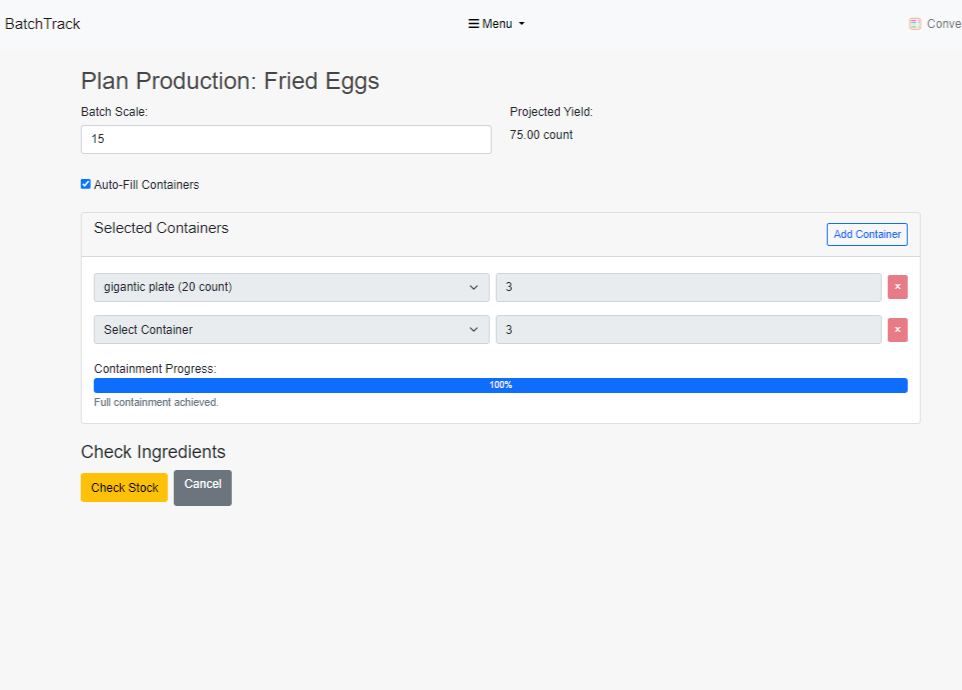 BatchTrack
Menu
Conve
Plan Production: Fried Eggs
Batch Scale:
Projected Yield:
15
75.00 count
Auto-Fill Containers
Selected Containers
Add Container
gigantic plate (20 count)
3
×
Select Container
3
×
Containment Progress:
100%
Full containment achieved.
Check Ingredients
Check Stock
Cancel